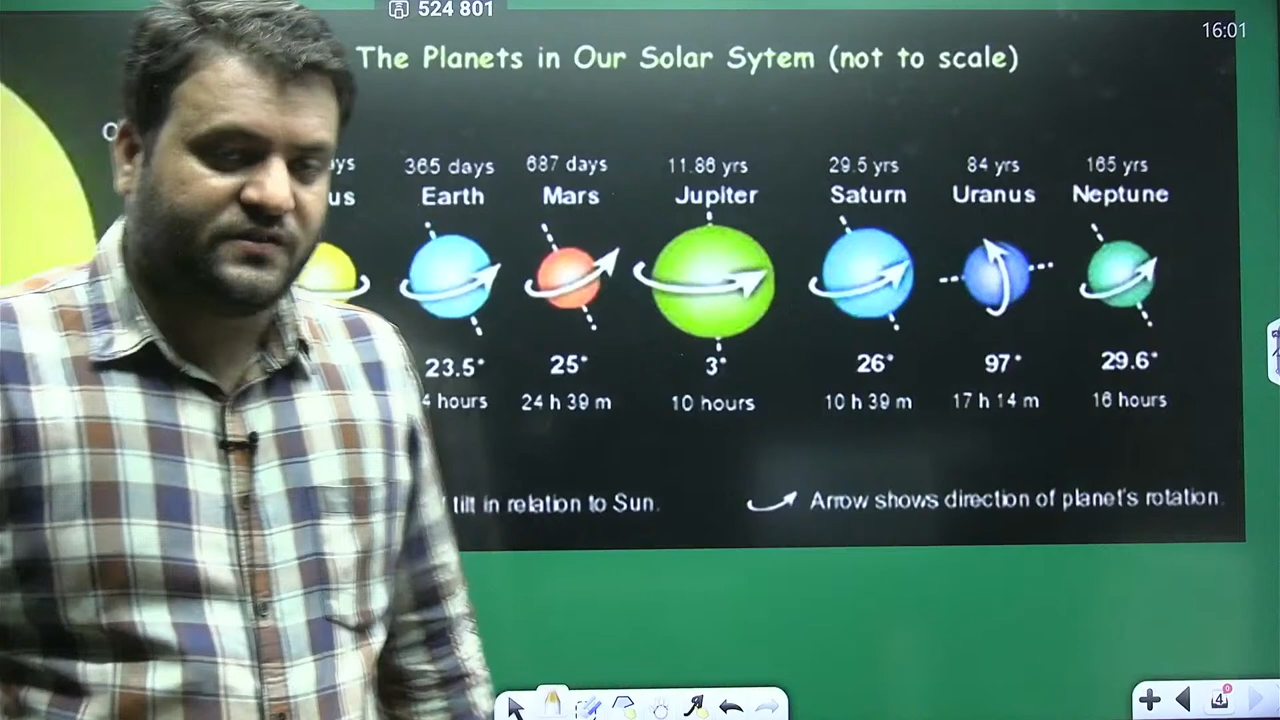 524 801
16:01
The Planets in Our Solar Sytem (not to scale)
365 days 687 days 11.86 yrs 29.5 yrs 84 yrs 165 yrs
Earth Mars Jupiter Saturn Uranus Neptune
23.5° 25° 3° 26° 97° 29.6°
4 hours 24 h 39 m 10 hours 10 h 39 m 17 h 14 m 16 hours
tilt in relation to Sun.
Arrow shows direction of planet's rotation.
4